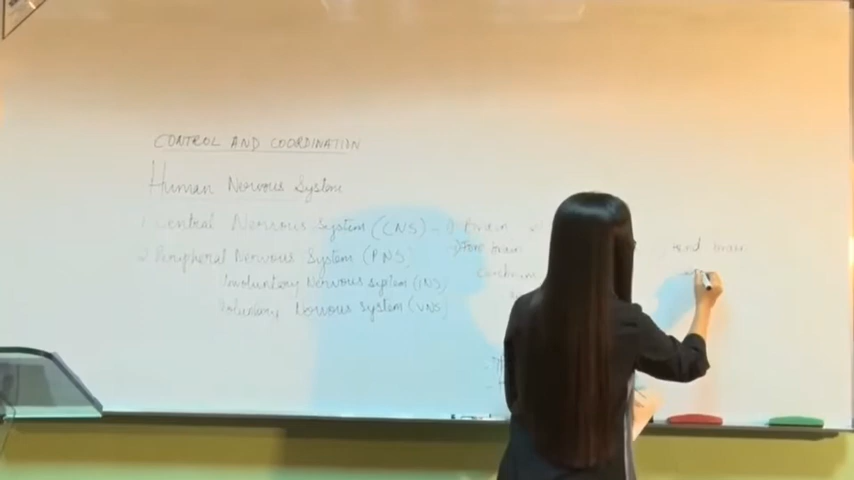 CONTROL AND COORDINATION
Human Nervous System
1. Central Nervous System (CNS) - 1) Brain
2. Peripheral Nervous System (PNS) 1) Fore brain Hind brain
Involuntary Nervous system (INS) Cerebrum
Voluntary Nervous system (VNS)